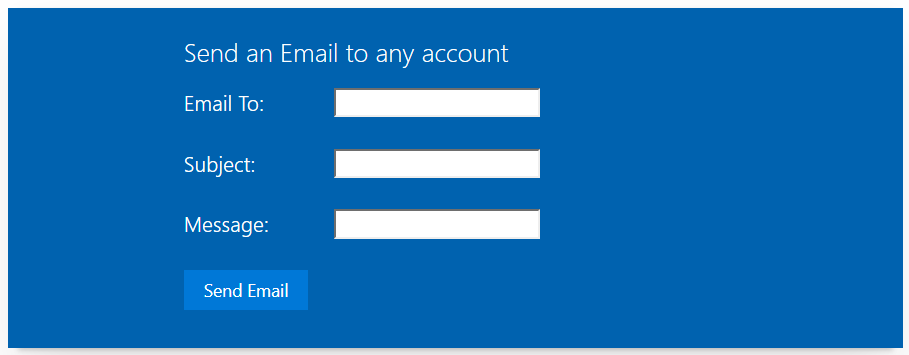 Send an Email to any account
Email To:
Subject:
Message:
Send Email